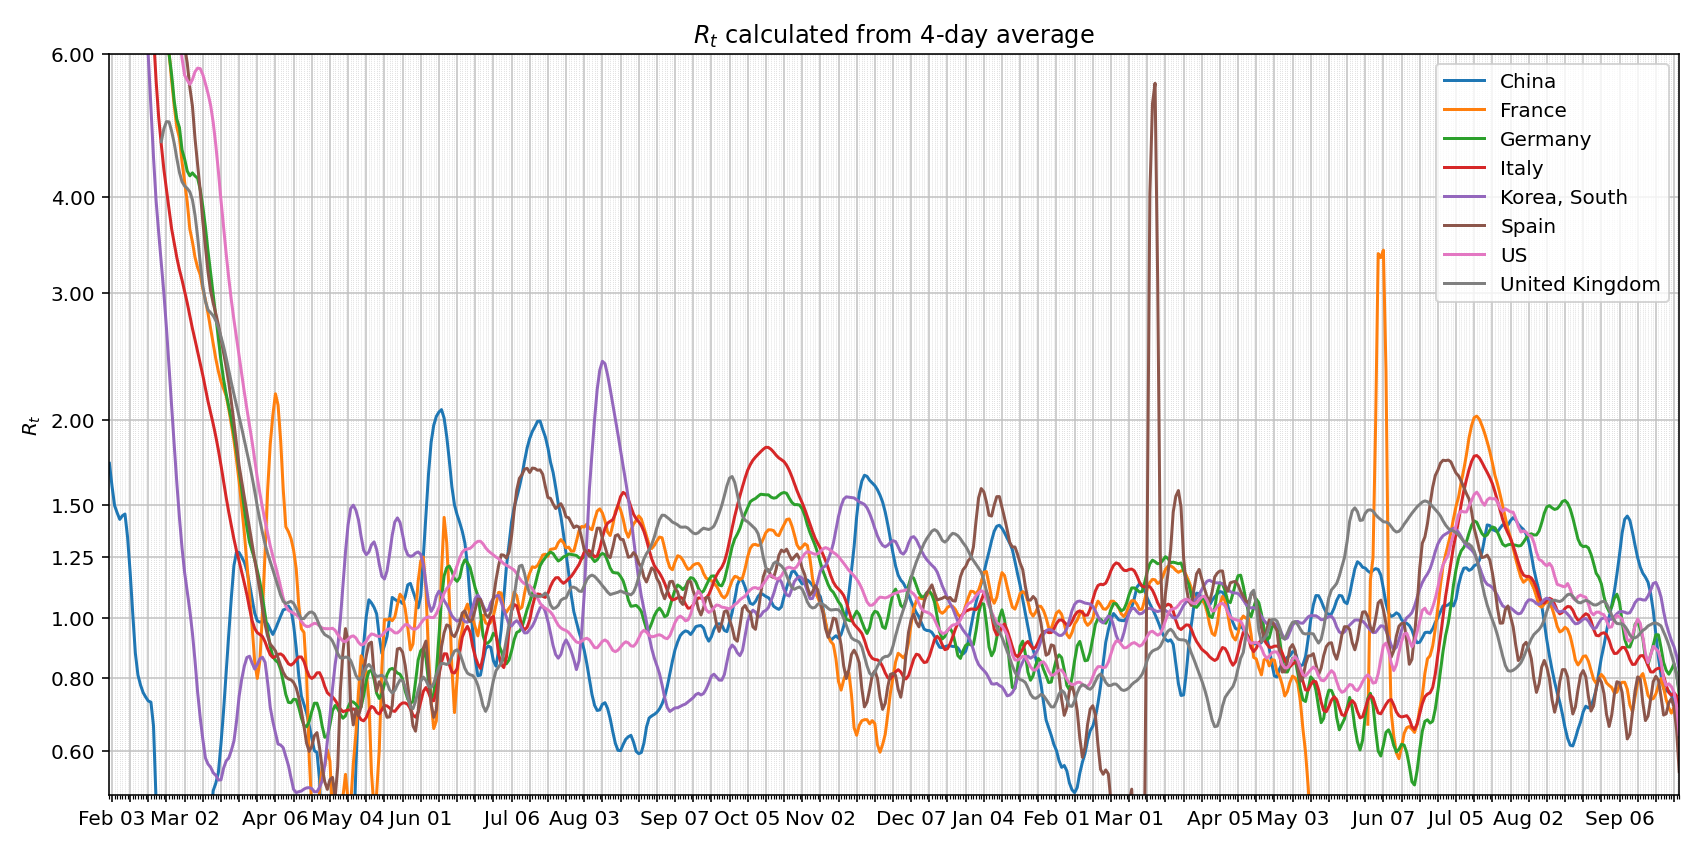 R_t calculated from 4-day average
6.00
4.00
3.00
2.00
1.50
1.25
1.00
0.80
0.60
R_t
China
France
Germany
Italy
Korea, South
Spain
US
United Kingdom
Feb 03 Mar 02 Apr 06 May 04 Jun 01 Jul 06 Aug 03 Sep 07 Oct 05 Nov 02 Dec 07 Jan 04 Feb 01 Mar 01 Apr 05 May 03 Jun 07 Jul 05 Aug 02 Sep 06